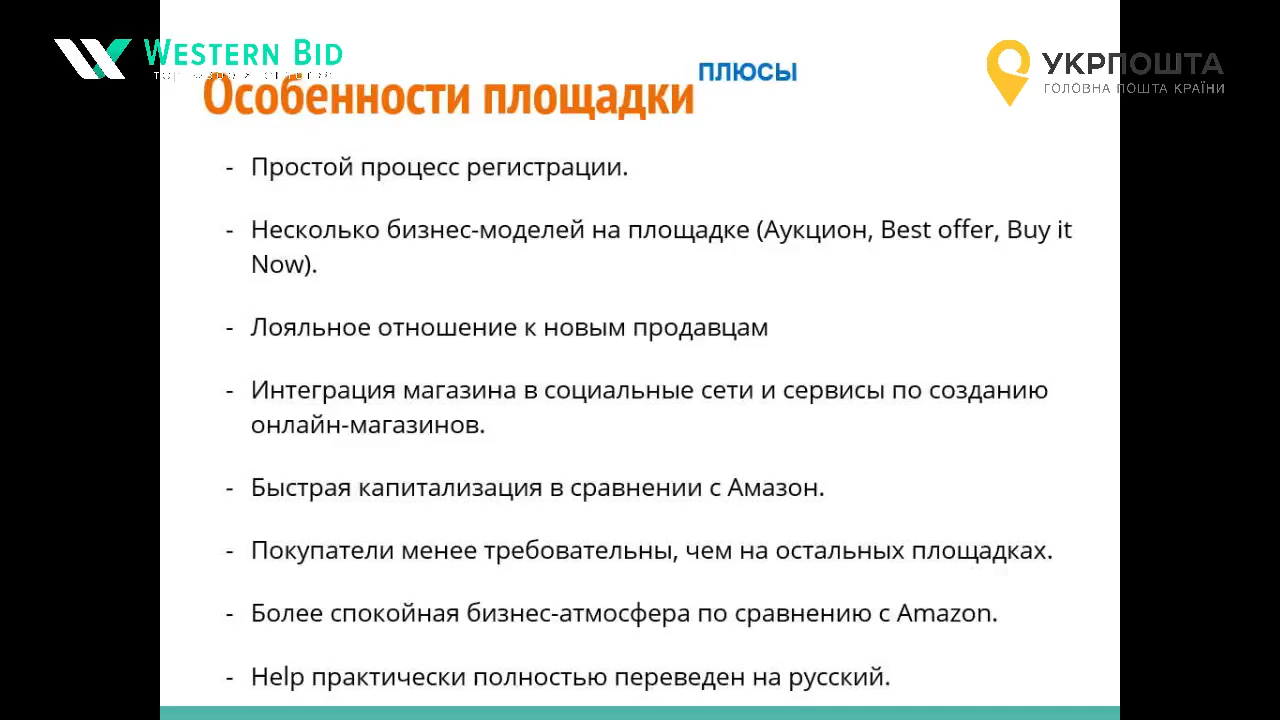 WESTERN BID
УКРПОШТА
ГОЛОВНА ПОШТА КРАЇНИ
ПЛЮСЫ
Особенности площадки
- Простой процесс регистрации.
- Несколько бизнес-моделей на площадке (Аукцион, Best offer, Buy it
Now).
- Лояльное отношение к новым продавцам
- Интеграция магазина в социальные сети и сервисы по созданию
онлайн-магазинов.
- Быстрая капитализация в сравнении с Амазон.
- Покупатели менее требовательны, чем на остальных площадках.
- Более спокойная бизнес-атмосфера по сравнению с Amazon.
- Help практически полностью переведен на русский.